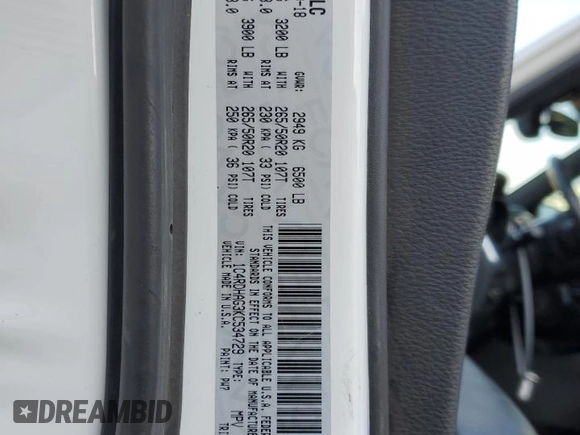 LC
-18
GVWR: 2949 KG 6500 LB
3200 LB WITH 265/50R20 107T TIRES
RIMS AT 230 KPA ( 33 PSI) COLD
3900 LB WITH 265/50R20 107T TIRES
RIMS AT 250 KPA ( 36 PSI) COLD
THIS VEHICLE CONFORMS TO ALL APPLICABLE U.S.A. FEDER
STANDARDS IN EFFECT ON THE DATE OF MANUFACTURE
VIN: 1C4RDHAG3KC534729 TYPE: MPV
MADE IN U.S.A. PAINT: PW7 TRI
DREAMBID